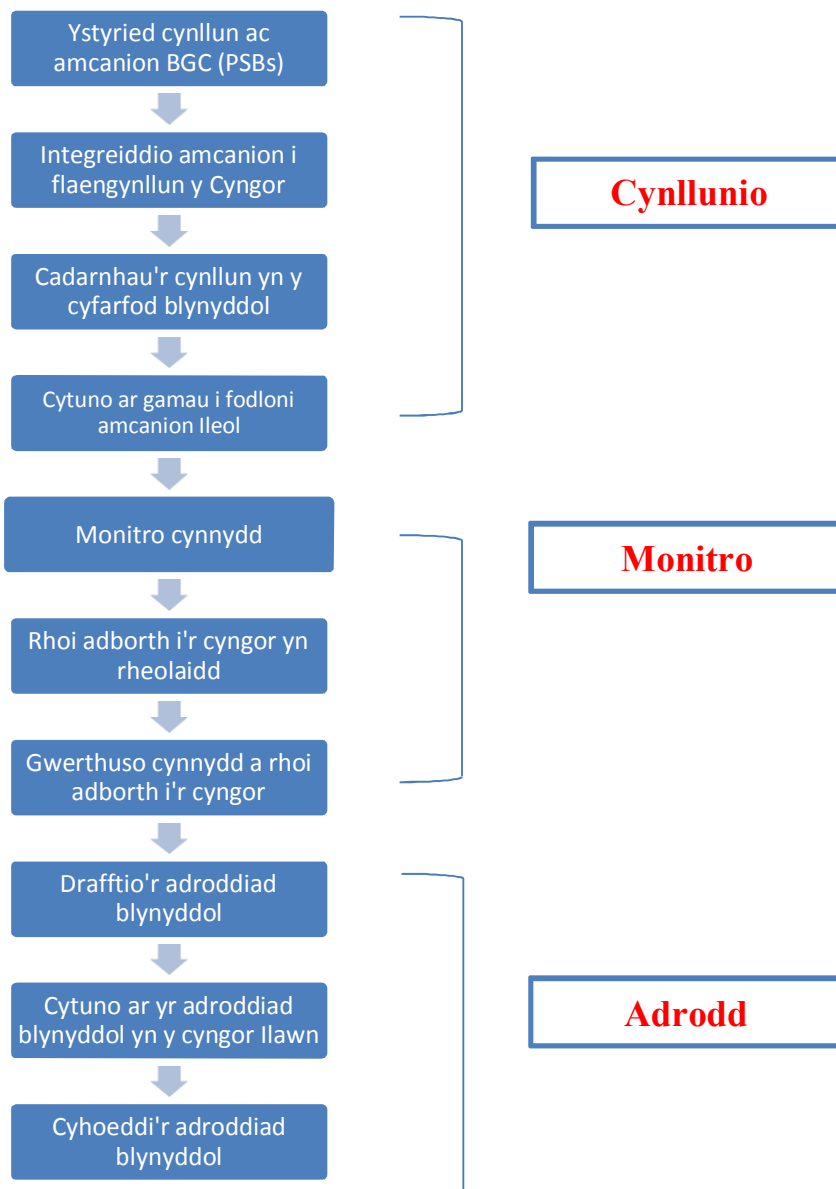 Ystyried cynllun ac
amcanion BGC (PSBs)
Integreiddio amcanion i
flaengynllun y Cyngor
Cynllunio
Cadarnhau'r cynllun yn y
cyfarfod blynyddol
Cytuno ar gamau i fodloni
amcanion lleol
Monitro cynnydd
Monitro
Rhoi adborth i'r cyngor yn
rheolaidd
Gwerthuso cynnydd a rhoi
adborth i'r cyngor
Drafftio'r adroddiad
blynyddol
Cytuno ar yr adroddiad
blynyddol yn y cyngor llawn
Adrodd
Cyhoeddi'r adroddiad
blynyddol